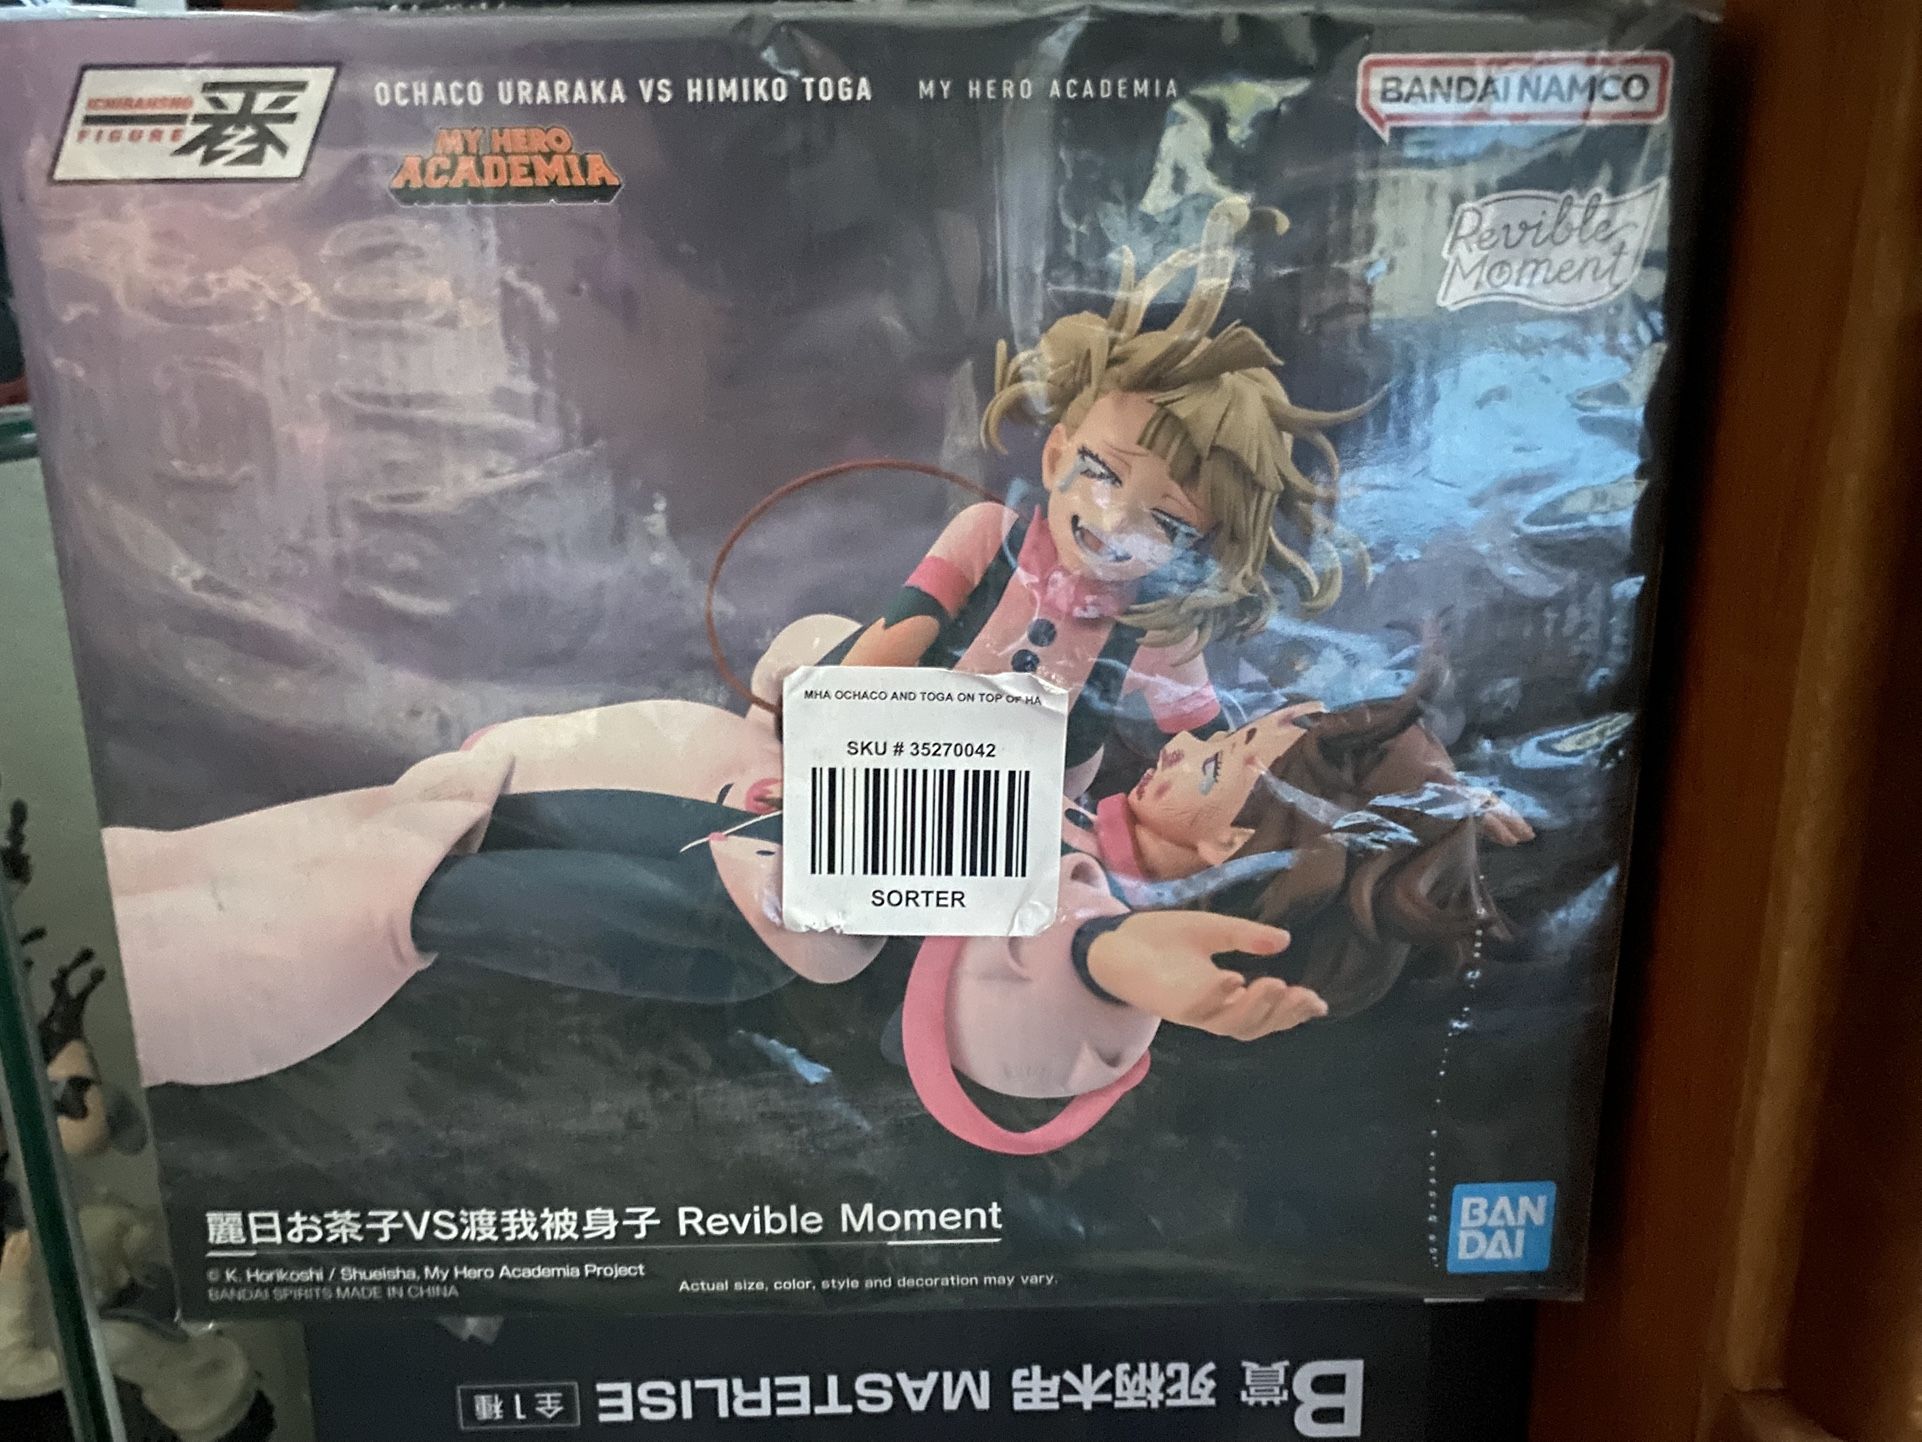 ICHIBANSHO
FIGURE
一番
OCHACO URARAKA VS HIMIKO TOGA MY HERO ACADEMIA
BANDAI NAMCO
MY HERO
ACADEMIA
Revible
Moment
MHA OCHACO AND TOGA ON TOP OF HA
SKU # 35270042
SORTER
麗日お茶子VS渡我被身子 Revible Moment
© K. Horikoshi / Shueisha, My Hero Academia Project
BANDAI SPIRITS MADE IN CHINA
Actual size, color, style and decoration may vary.
BAN
DAI
B賞 死柄木弔 MASTERLISE 全1種